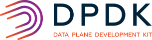 DPDK
DATA PLANE DEVELOPMENT KIT